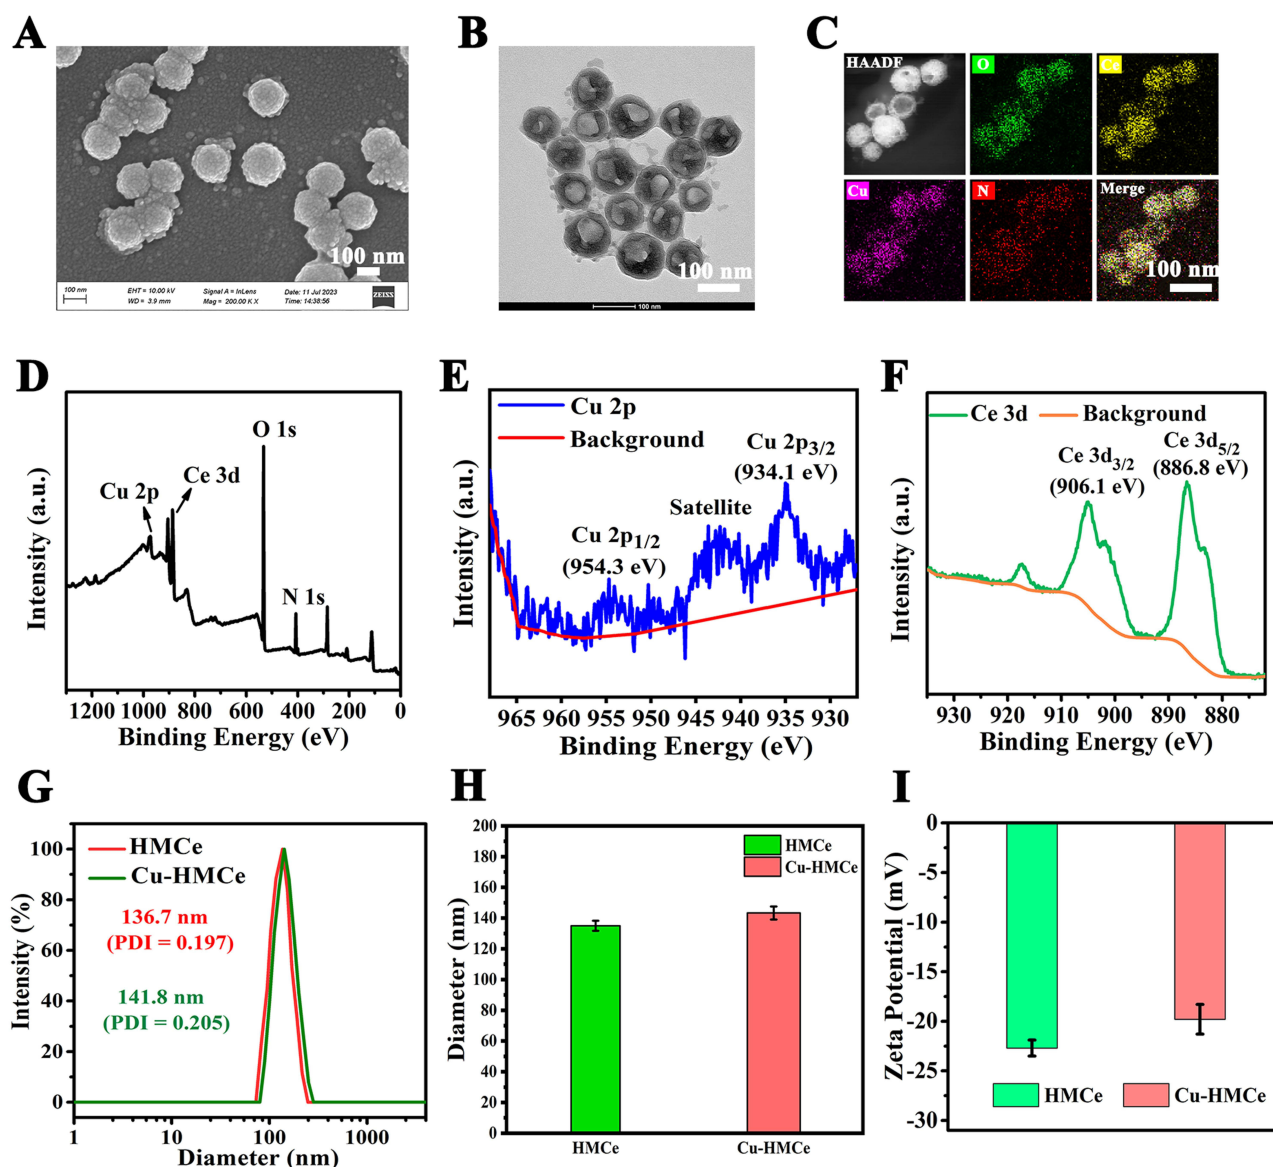 A
100 nm
100 nm
EHT = 10.00 kV
WD = 3.9 mm
Signal A = InLens
Mag = 200.00 K X
Date: 11 Jul 2023
Time: 14:38:56
ZEISS
B
100 nm
100 nm
C
HAADF
O
Ce
Cu
N
Merge
100 nm
D
Intensity (a.u.)
Cu 2p
Ce 3d
O 1s
N 1s
1200 1000 800 600 400 200 0
Binding Energy (eV)
E
Intensity (a.u.)
Cu 2p
Background
Cu 2p3/2
(934.1 eV)
Satellite
Cu 2p1/2
(954.3 eV)
965 960 955 950 945 940 935 930
Binding Energy (eV)
F
Intensity (a.u.)
Ce 3d Background
Ce 3d5/2
(886.8 eV)
Ce 3d3/2
(906.1 eV)
930 920 910 900 890 880
Binding Energy (eV)
G
Intensity (%)
100
80
60
40
20
0
HMCe
Cu-HMCe
136.7 nm
(PDI = 0.197)
141.8 nm
(PDI = 0.205)
1 10 100 1000
Diameter (nm)
H
Diameter (nm)
200
180
160
140
120
100
80
60
40
20
0
HMCe
Cu-HMCe
HMCe Cu-HMCe
I
Zeta Potential (mV)
0
-5
-10
-15
-20
-25
-30
HMCe Cu-HMCe